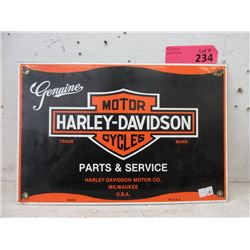 Lot #
234
Genuine
MOTOR
HARLEY-DAVIDSON
CYCLES
TRADE MARK
PARTS & SERVICE
HARLEY-DAVIDSON MOTOR CO.
MILWAUKEE
U.S.A.